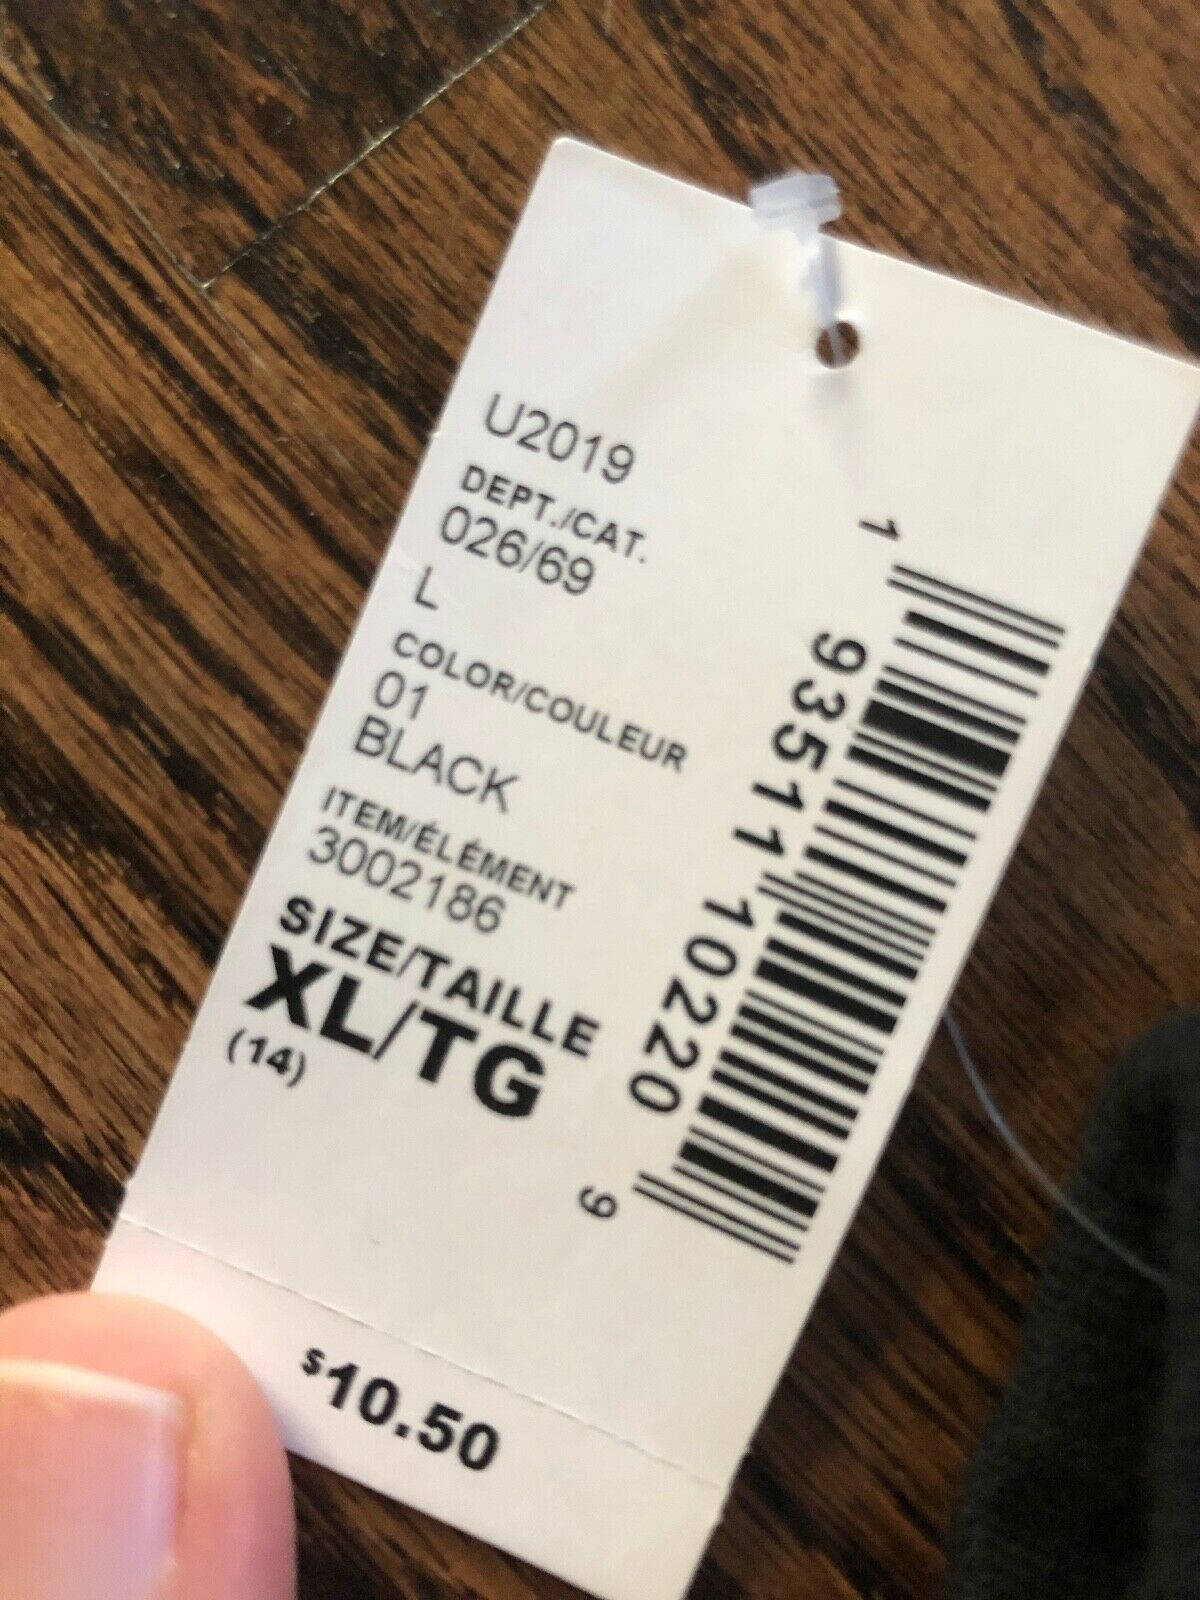 U2019
DEPT./CAT.
026/69
L
COLOR/COULEUR
01
BLACK
ITEM/ÉLÉMENT
3002186
SIZE/TAILLE
XL/TG
(14)
1 93511 10220 9
$10.50